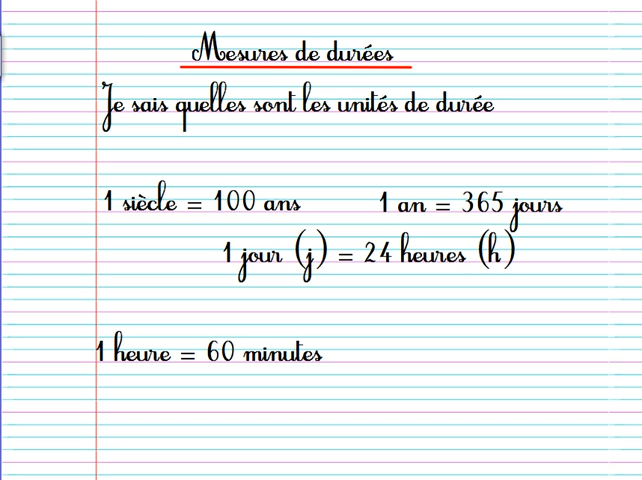 Mesures de durées
Je sais quelles sont les unités de durée
1 siècle = 100 ans 1 an = 365 jours
1 jour (j) = 24 heures (h)
1 heure = 60 minutes